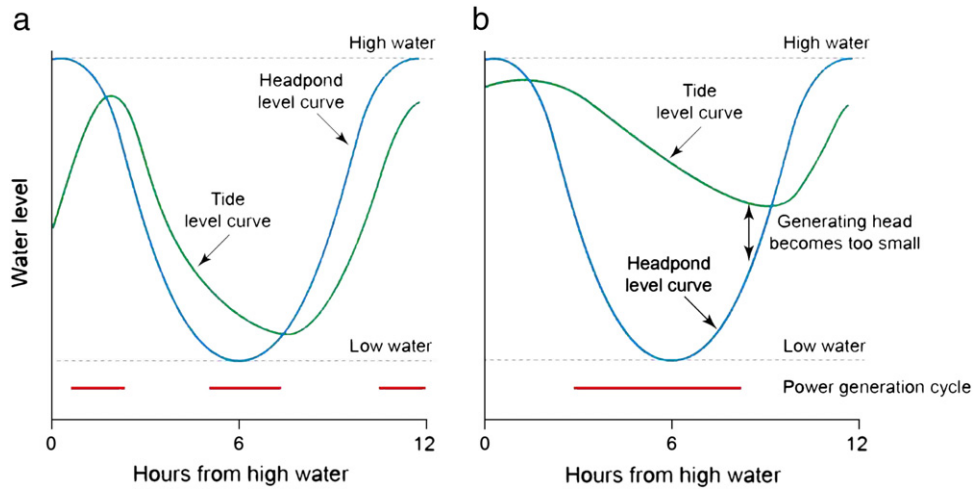 a
High water
Headpond
level curve
Tide
level curve
Low water
Water level
0
6
12
Hours from high water
b
High water
Tide
level curve
Generating head
becomes too small
Headpond
level curve
Low water
Power generation cycle
0
6
12
Hours from high water